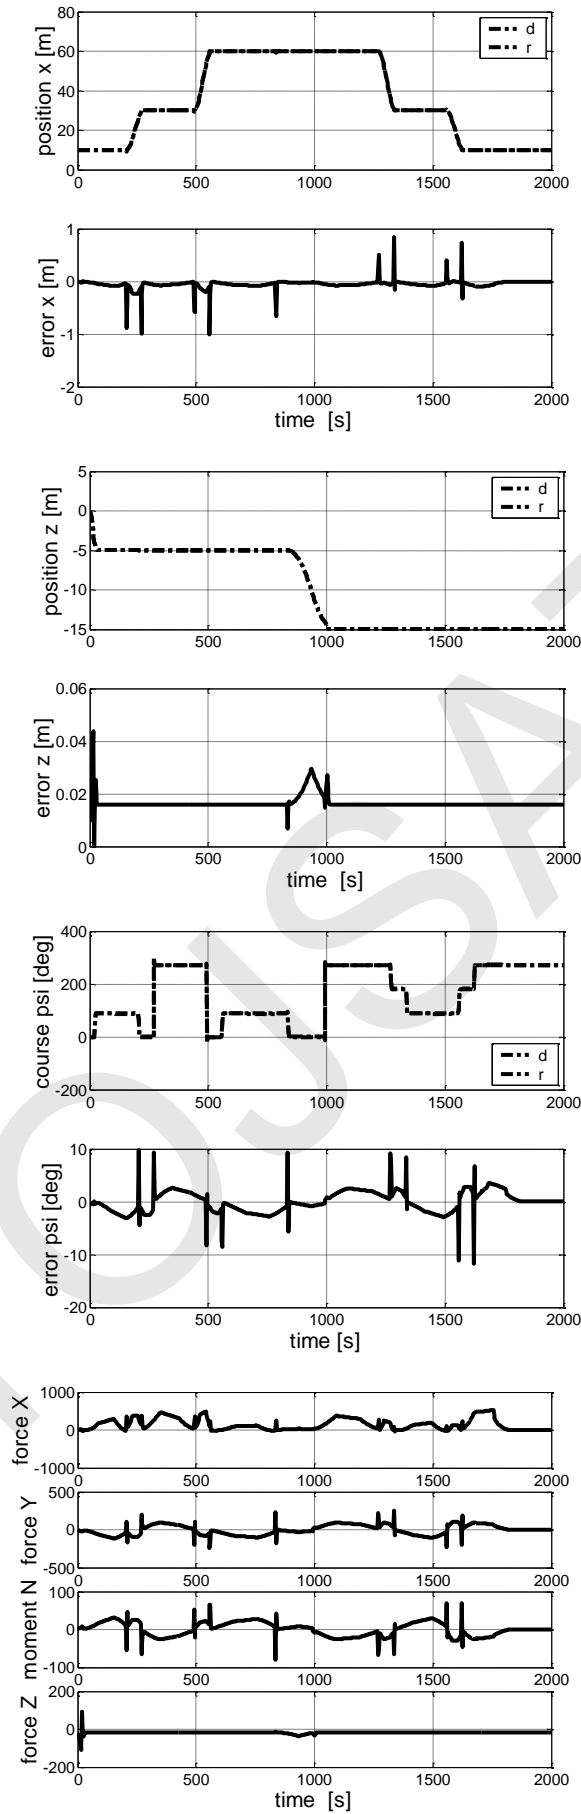 position x [m]
80
60
40
20
0
d
r
0 500 1000 1500 2000
error x [m]
1
0
-1
-2
0 500 1000 1500 2000
time [s]
position z [m]
5
0
-5
-10
-15
d
r
0 500 1000 1500 2000
error z [m]
0.06
0.04
0.02
0
0 500 1000 1500 2000
time [s]
course psi [deg]
400
200
0
-200
d
r
0 500 1000 1500 2000
error psi [deg]
10
0
-10
-20
0 500 1000 1500 2000
time [s]
force X
1000
0
-1000
0 500 1000 1500 2000
force Y
500
0
-500
0 500 1000 1500 2000
moment N
100
0
-100
0 500 1000 1500 2000
force Z
200
0
-200
0 500 1000 1500 2000
time [s]